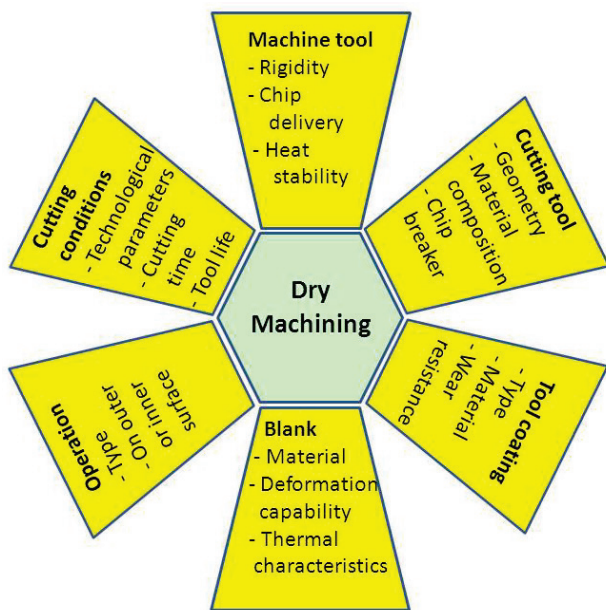 Machine tool
- Rigidity
- Chip
delivery
- Heat
stability
Cutting tool
- Geometry
- Material
composition
- Chip
breaker
Tool coating
- Type
- Material
- Wear
resistance
Blank
- Material
- Deformation
capability
- Thermal
characteristics
Operation
- Type
- On outer
or inner
surface
Cutting
conditions
- Technological
parameters
- Cutting
time
- Tool life
Dry
Machining